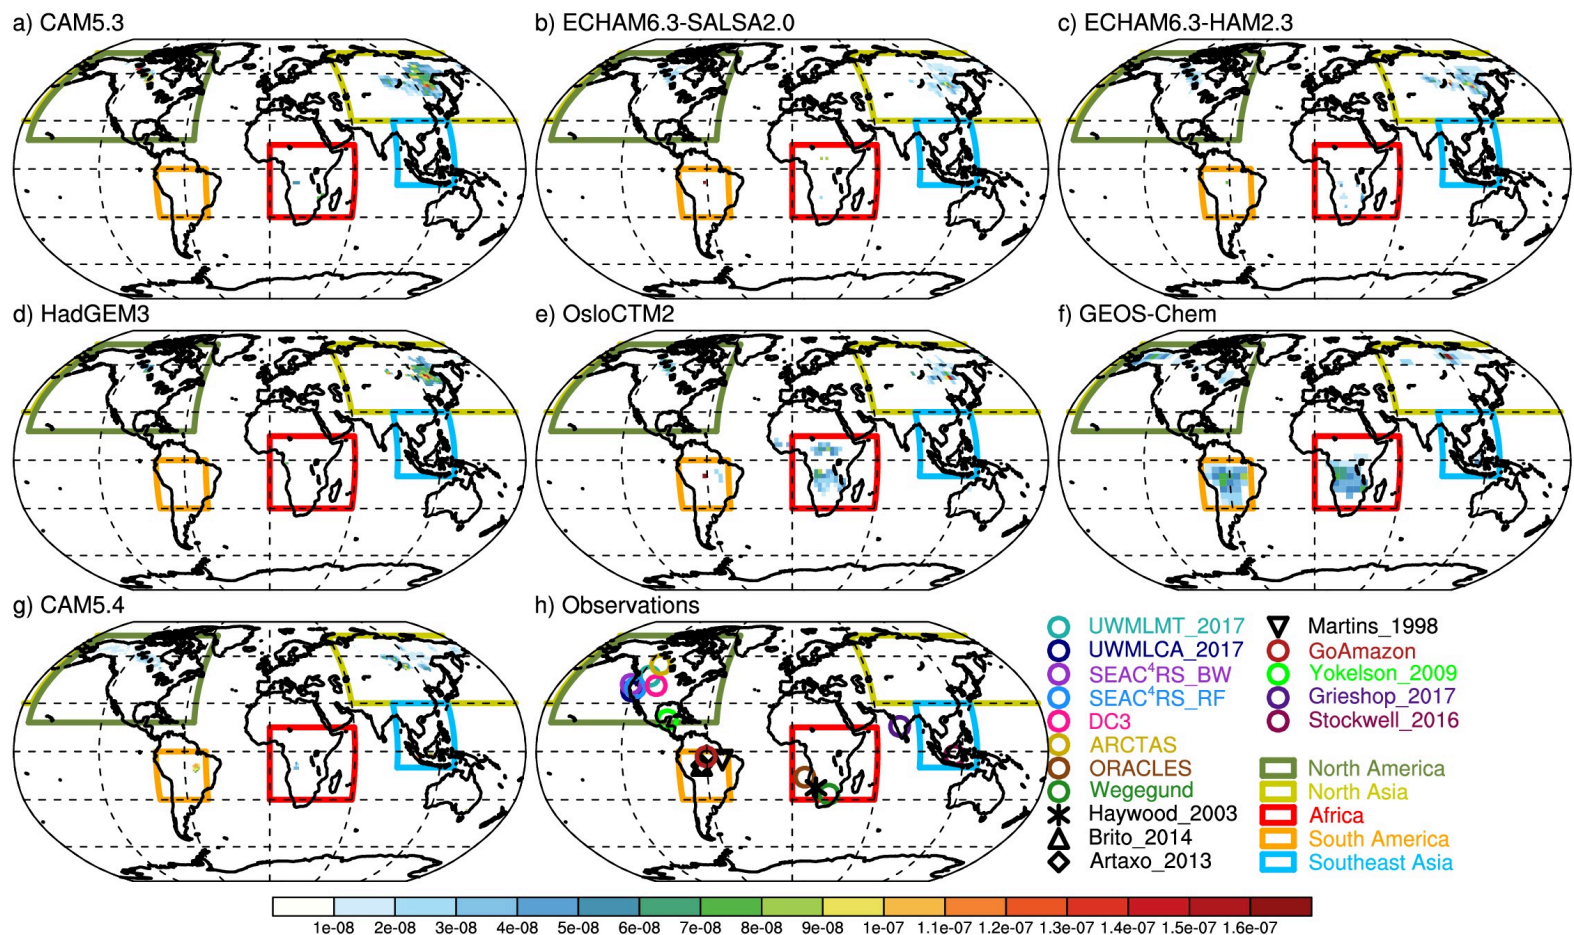 a) CAM5.3
b) ECHAM6.3-SALSA2.0
c) ECHAM6.3-HAM2.3
d) HadGEM3
e) OsloCTM2
f) GEOS-Chem
g) CAM5.4
h) Observations
UWMLMT_2017
UWMLCA_2017
SEAC⁴RS_BW
SEAC⁴RS_RF
DC3
ARCTAS
ORACLES
Wegegund
Haywood_2003
Brito_2014
Artaxo_2013
Martins_1998
GoAmazon
Yokelson_2009
Grieshop_2017
Stockwell_2016
North America
North Asia
Africa
South America
Southeast Asia
1e-08 2e-08 3e-08 4e-08 5e-08 6e-08 7e-08 8e-08 9e-08 1e-07 1.1e-07 1.2e-07 1.3e-07 1.4e-07 1.5e-07 1.6e-07